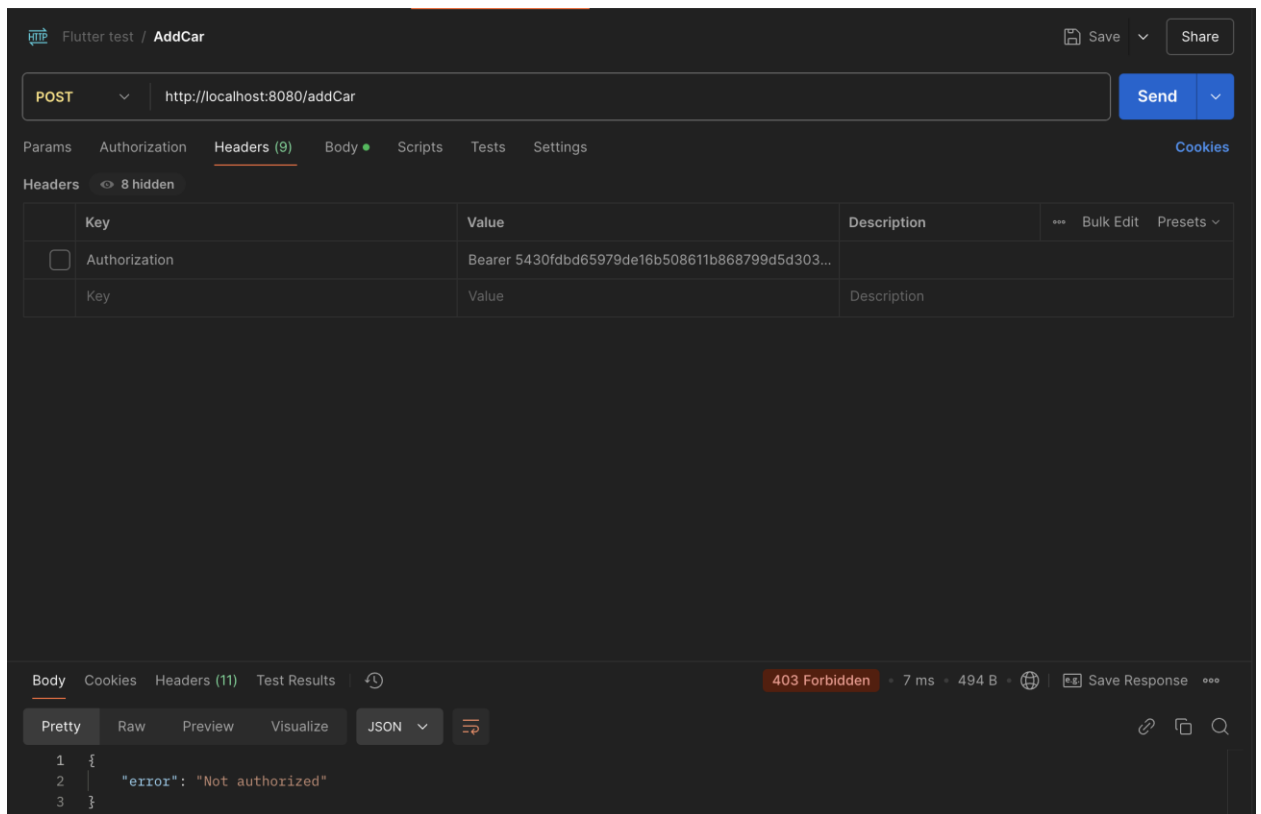 HTTP Flutter test / AddCar Save Share
POST http://localhost:8080/addCar Send
Params Authorization Headers (9) Body Scripts Tests Settings Cookies
Headers 8 hidden
Key Value Description Bulk Edit Presets
Authorization Bearer 5430fdbd65979de16b508611b868799d5d303...
Key Value Description
Body Cookies Headers (11) Test Results 403 Forbidden 7 ms 494 B e.g. Save Response
Pretty Raw Preview Visualize JSON
1 {
2 "error": "Not authorized"
3 }